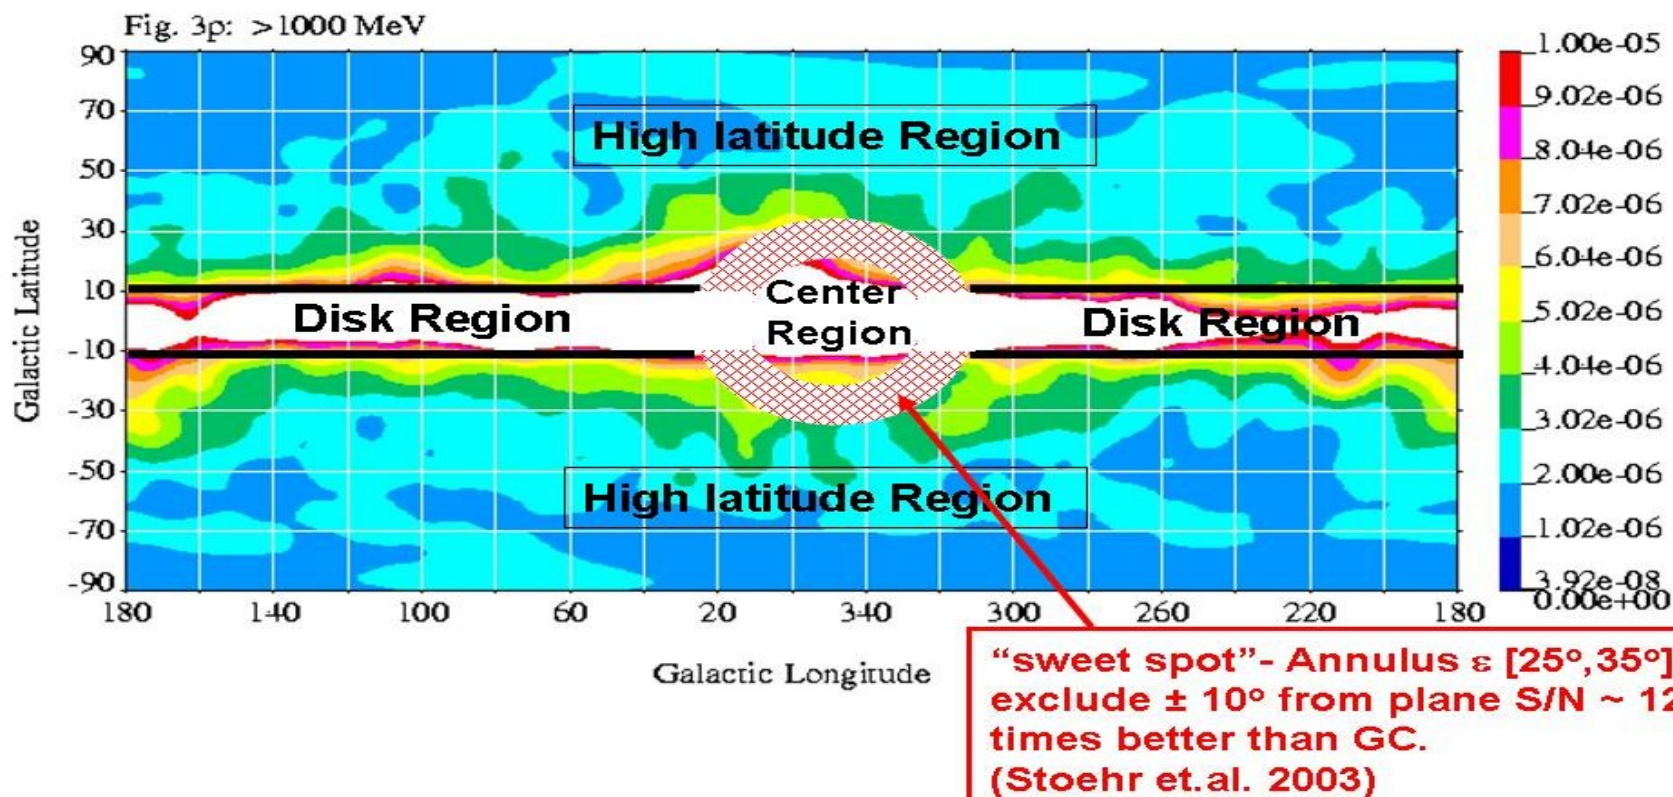 Fig. 3p: >1000 MeV
90
70
50
30
10
-10
-30
-50
-70
-90
Galactic Latitude
High latitude Region
Disk Region
Center
Region
Disk Region
High latitude Region
180 140 100 60 20 340 300 260 220 180
Galactic Longitude
1.00e-05
9.02e-06
8.04e-06
7.02e-06
6.04e-06
5.02e-06
4.04e-06
3.02e-06
2.00e-06
1.02e-06
3.92e-08
0.00e+00
“sweet spot”- Annulus ε [25°,35°]
exclude ± 10° from plane S/N ~ 12
times better than GC.
(Stoehr et.al. 2003)